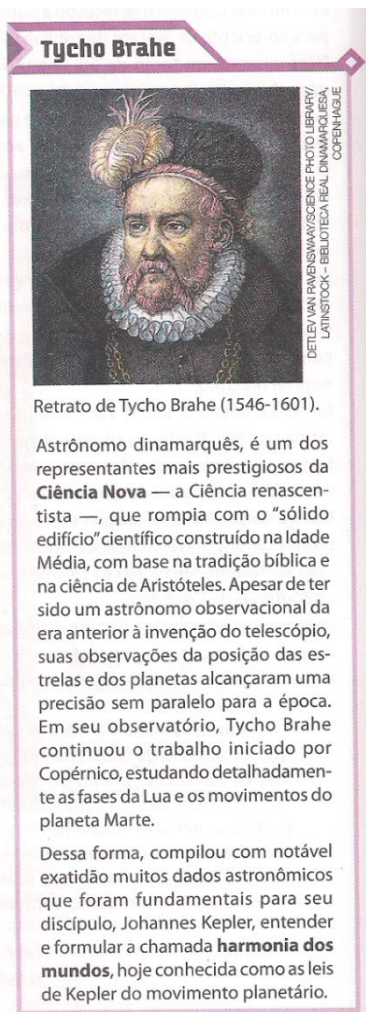 Tycho Brahe
DETLEV VAN RAVENSWAAY/SCIENCE PHOTO LIBRARY/
LATINSTOCK – BIBLIOTECA REAL DINAMARQUESA,
COPENHAGUE
Retrato de Tycho Brahe (1546-1601).
Astrônomo dinamarquês, é um dos
representantes mais prestigiosos da
Ciência Nova — a Ciência renascen-
tista —, que rompia com o “sólido
edifício” científico construído na Idade
Média, com base na tradição bíblica e
na ciência de Aristóteles. Apesar de ter
sido um astrônomo observacional da
era anterior à invenção do telescópio,
suas observações da posição das es-
trelas e dos planetas alcançaram uma
precisão sem paralelo para a época.
Em seu observatório, Tycho Brahe
continuou o trabalho iniciado por
Copérnico, estudando detalhadamen-
te as fases da Lua e os movimentos do
planeta Marte.
Dessa forma, compilou com notável
exatidão muitos dados astronômicos
que foram fundamentais para seu
discípulo, Johannes Kepler, entender
e formular a chamada harmonia dos
mundos, hoje conhecida como as leis
de Kepler do movimento planetário.